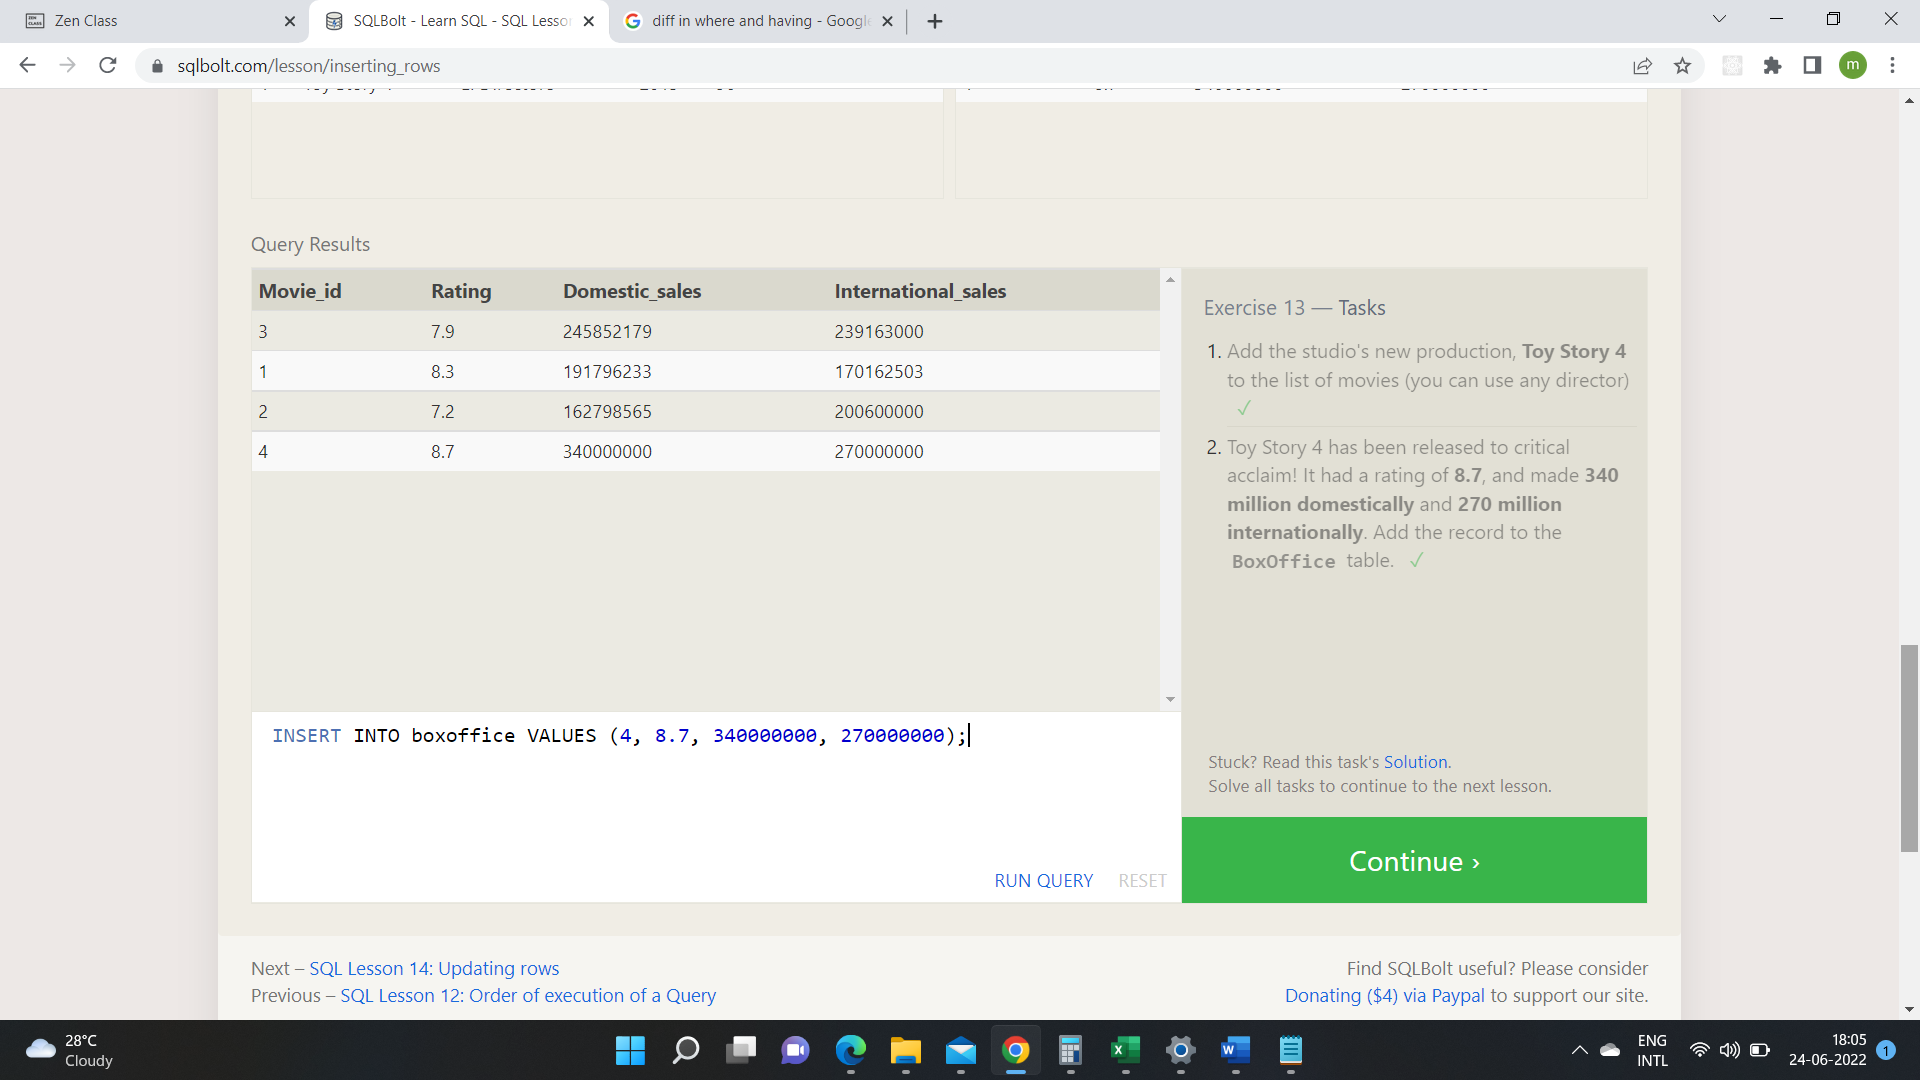 Zen Class
SQLBolt - Learn SQL - SQL Lesso
diff in where and having - Googl
sqlbolt.com/lesson/inserting_rows
m
Query Results
Movie_id Rating Domestic_sales International_sales
3 7.9 245852179 239163000
1 8.3 191796233 170162503
2 7.2 162798565 200600000
4 8.7 340000000 270000000
INSERT INTO boxoffice VALUES (4, 8.7, 340000000, 270000000);
RUN QUERY RESET
Exercise 13 — Tasks
1. Add the studio's new production, Toy Story 4
to the list of movies (you can use any director)
✓
2. Toy Story 4 has been released to critical
acclaim! It had a rating of 8.7, and made 340
million domestically and 270 million
internationally. Add the record to the
BoxOffice table. ✓
Stuck? Read this task's Solution.
Solve all tasks to continue to the next lesson.
Continue ›
Next – SQL Lesson 14: Updating rows
Previous – SQL Lesson 12: Order of execution of a Query
Find SQLBolt useful? Please consider
Donating ($4) via Paypal to support our site.
28°C
Cloudy
ENG
INTL
18:05
24-06-2022
1